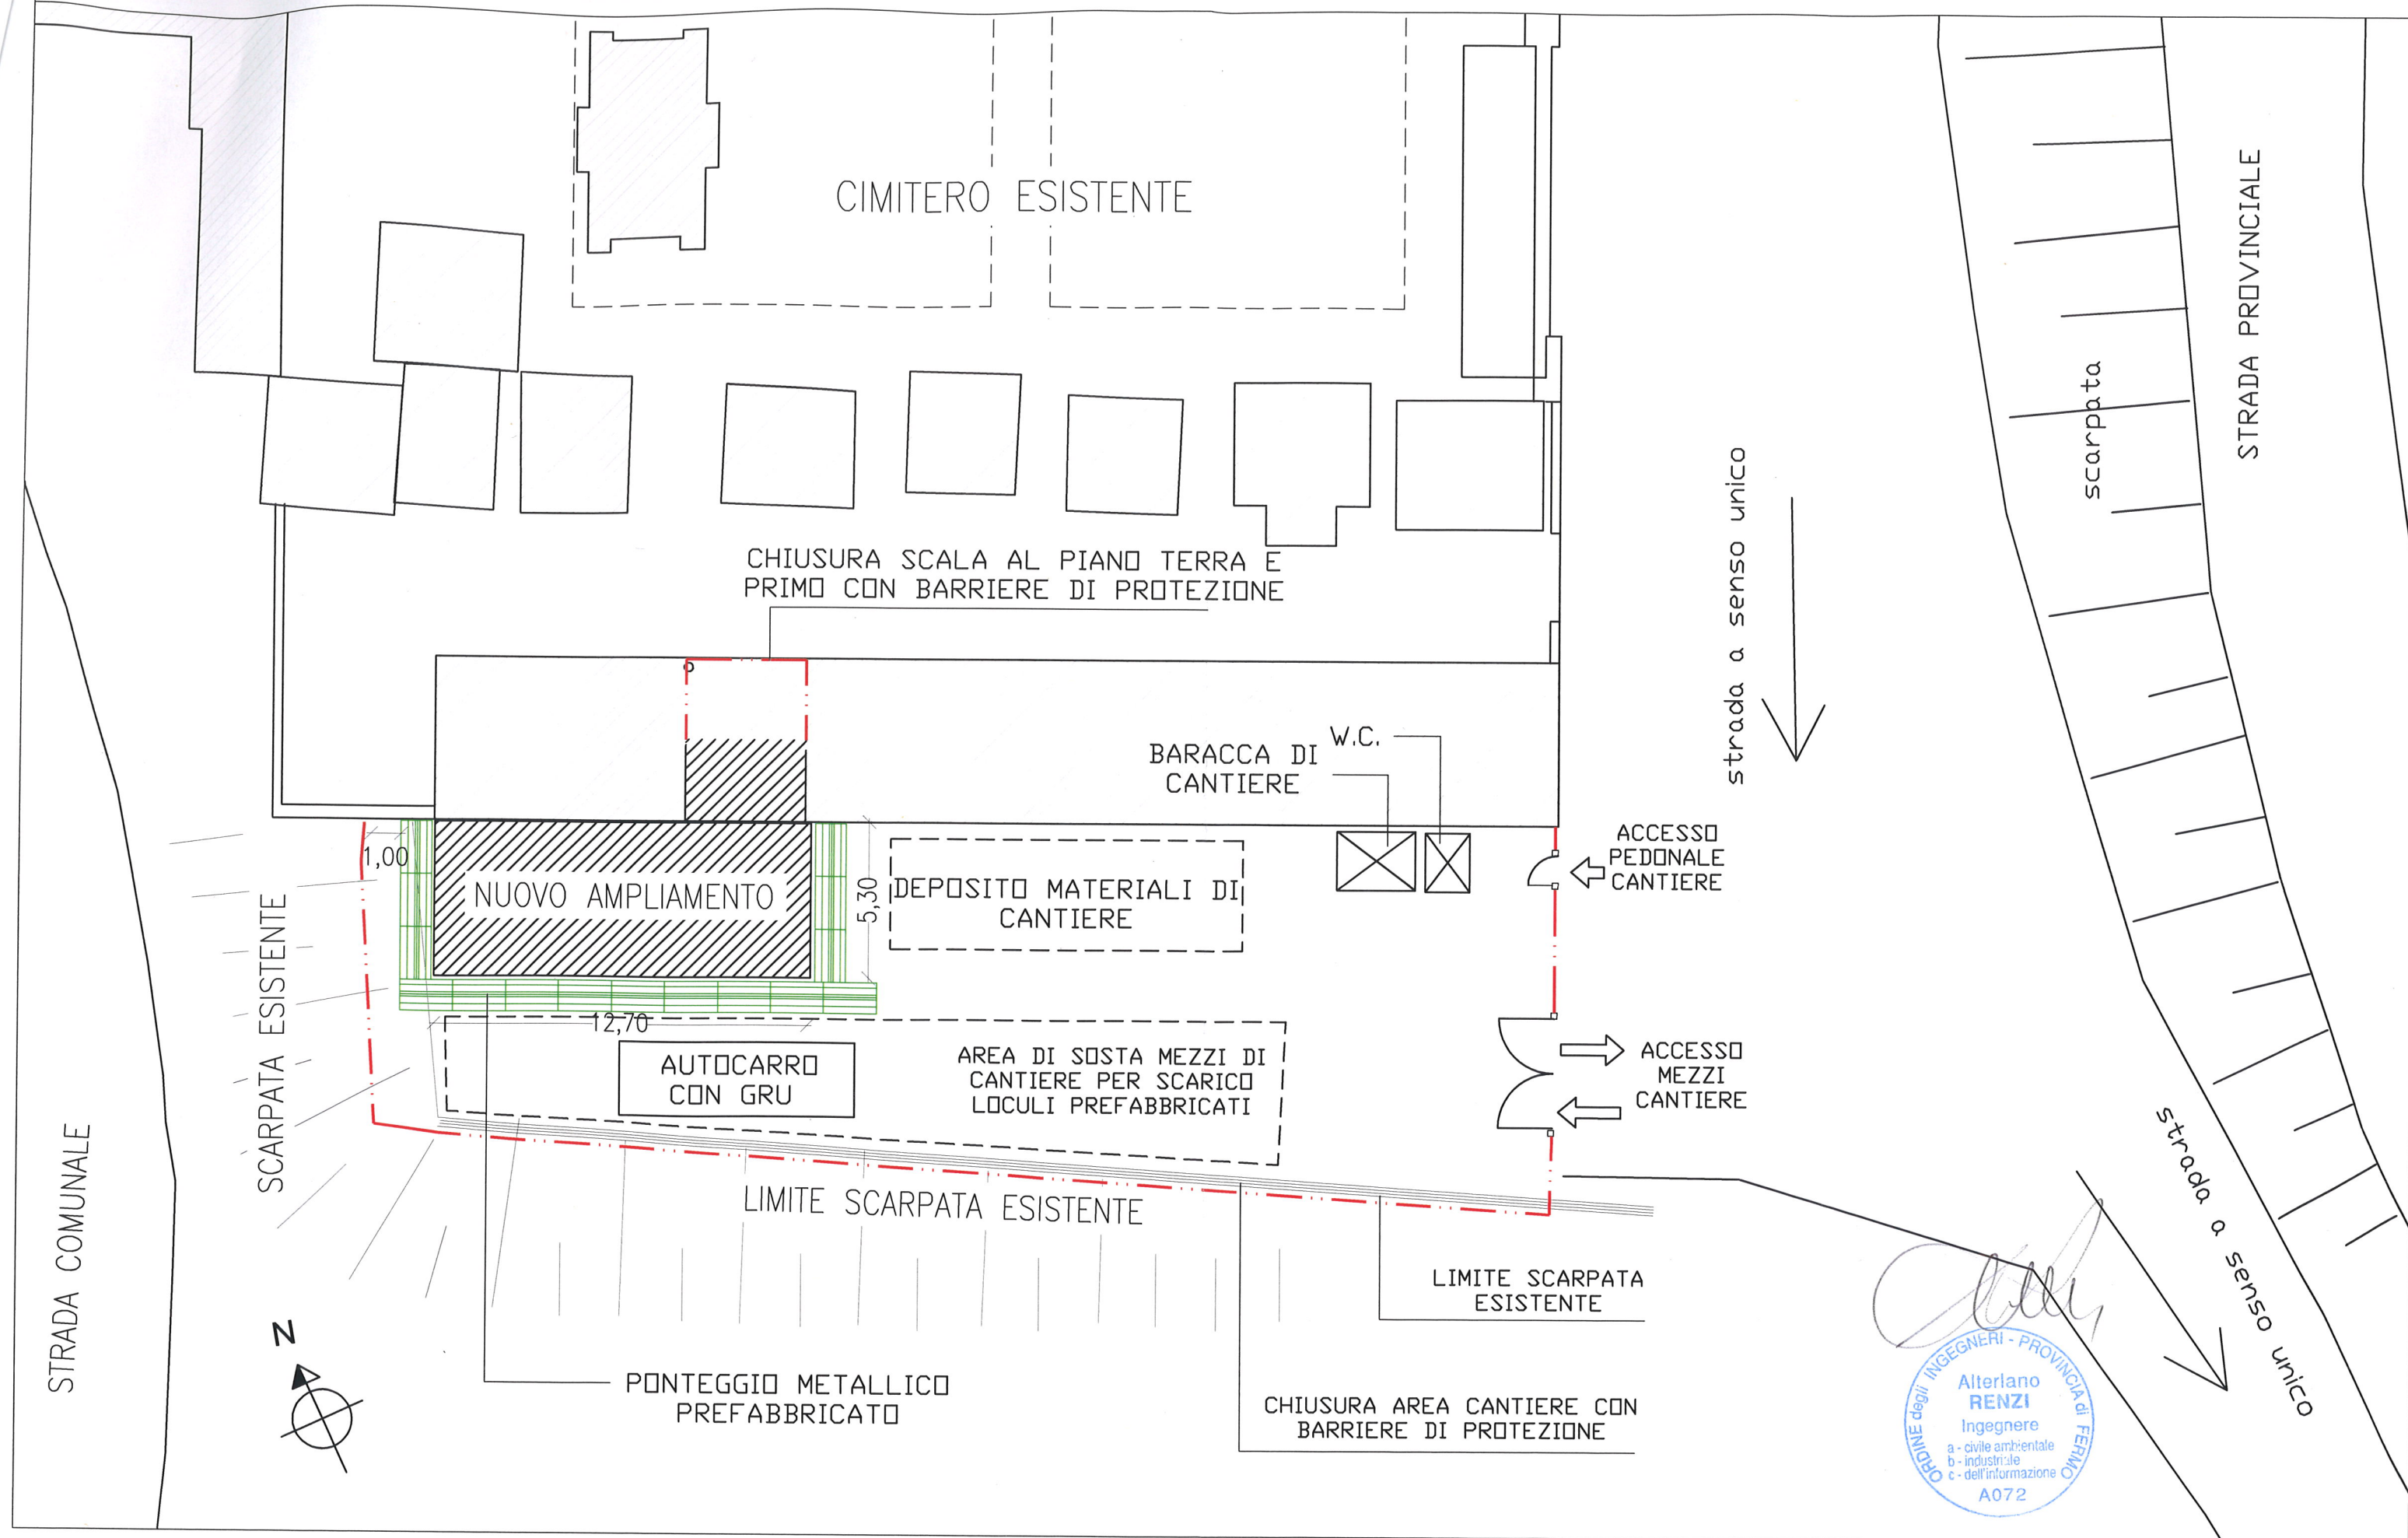 CIMITERO ESISTENTE
STRADA PROVINCIALE
scarpata
strada a senso unico
CHIUSURA SCALA AL PIANO TERRA E
PRIMO CON BARRIERE DI PROTEZIONE
W.C.
BARACCA DI
CANTIERE
ACCESSO
PEDONALE
CANTIERE
1,00
NUOVO AMPLIAMENTO
5,30
DEPOSITO MATERIALI DI
CANTIERE
SCARPATA ESISTENTE
12,70
AUTOCARRO
CON GRU
AREA DI SOSTA MEZZI DI
CANTIERE PER SCARICO
LOCULI PREFABBRICATI
ACCESSO
MEZZI
CANTIERE
STRADA COMUNALE
LIMITE SCARPATA ESISTENTE
strada a senso unico
LIMITE SCARPATA
ESISTENTE
N
PONTEGGIO METALLICO
PREFABBRICATO
CHIUSURA AREA CANTIERE CON
BARRIERE DI PROTEZIONE
ORDINE degli INGEGNERI - PROVINCIA di FERMO
Alterlano
RENZI
Ingegnere
a - civile ambientale
b - industriale
c - dell'informazione
A072